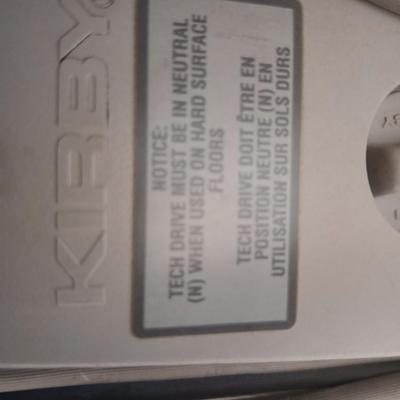 KIRBY
NOTICE:
TECH DRIVE MUST BE IN NEUTRAL
(N) WHEN USED ON HARD SURFACE
FLOORS
TECH DRIVE DOIT ÊTRE EN
POSITION NEUTRE (N) EN
UTILISATION SUR SOLS DURS